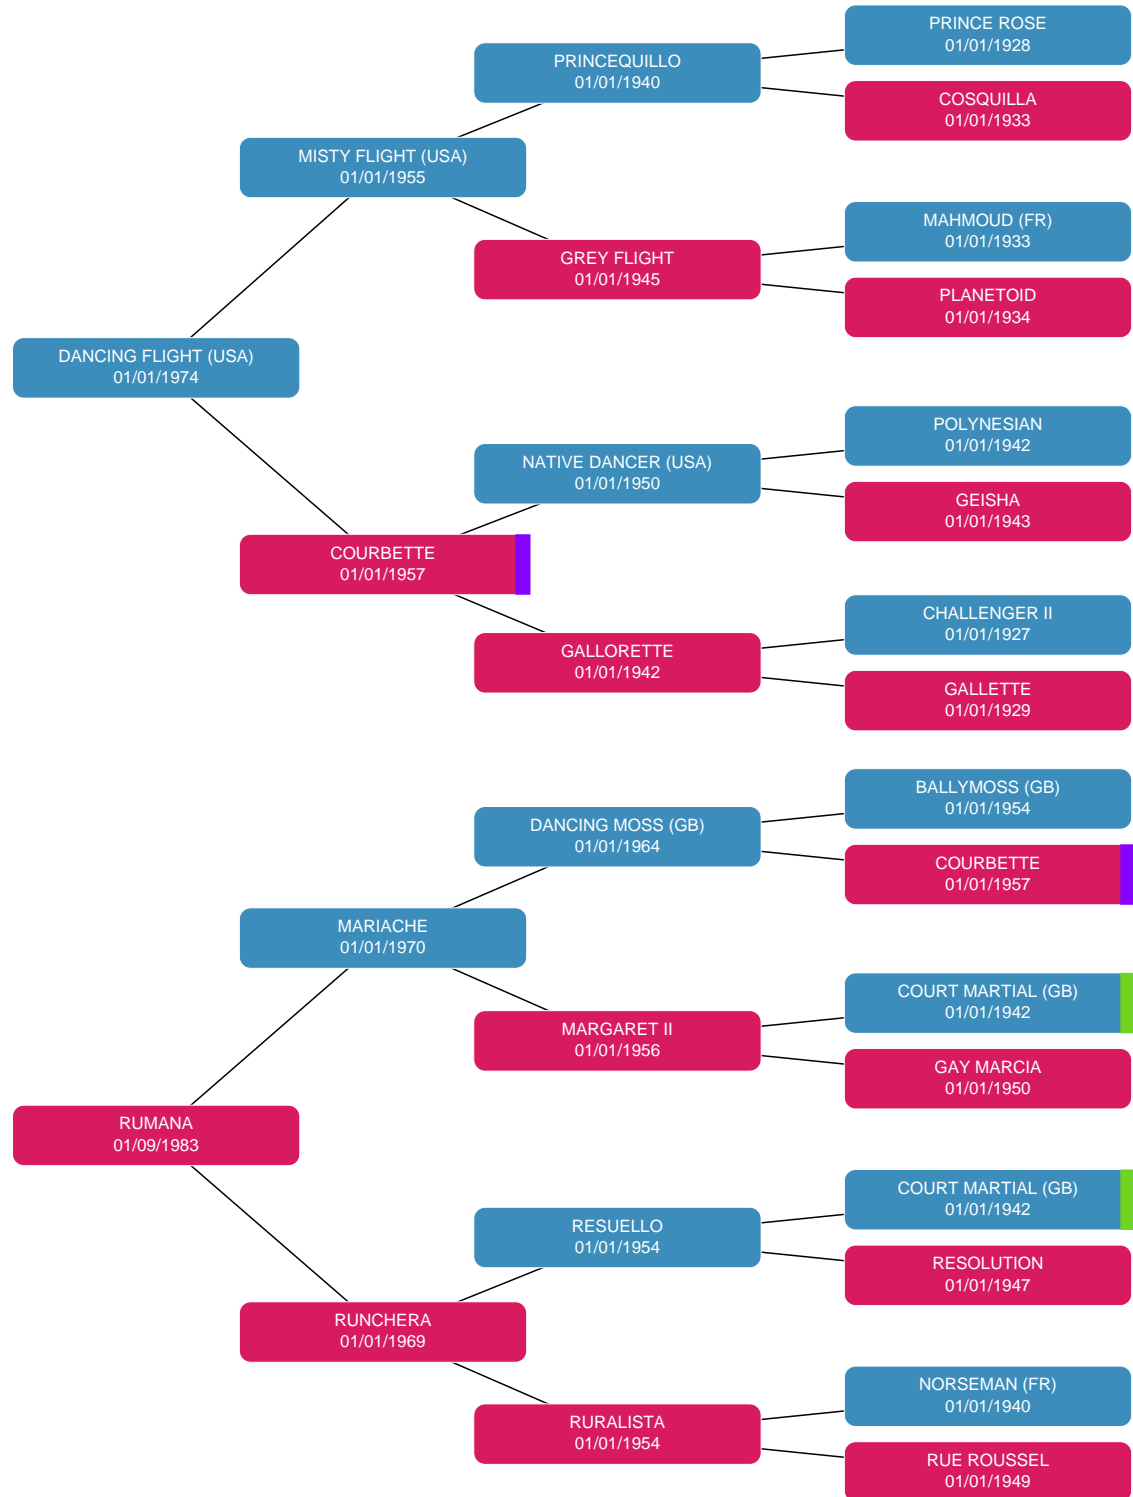 PRINCE ROSE
01/01/1928
PRINCEQUILLO
01/01/1940
COSQUILLA
01/01/1933
MISTY FLIGHT (USA)
01/01/1955
MAHMOUD (FR)
01/01/1933
GREY FLIGHT
01/01/1945
PLANETOID
01/01/1934
DANCING FLIGHT (USA)
01/01/1974
POLYNESIAN
01/01/1942
NATIVE DANCER (USA)
01/01/1950
GEISHA
01/01/1943
COURBETTE
01/01/1957
CHALLENGER II
01/01/1927
GALLORETTE
01/01/1942
GALLETTE
01/01/1929
BALLYMOSS (GB)
01/01/1954
DANCING MOSS (GB)
01/01/1964
COURBETTE
01/01/1957
MARIACHE
01/01/1970
COURT MARTIAL (GB)
01/01/1942
MARGARET II
01/01/1956
GAY MARCIA
01/01/1950
RUMANA
01/09/1983
COURT MARTIAL (GB)
01/01/1942
RESUELLO
01/01/1954
RESOLUTION
01/01/1947
RUNCHERA
01/01/1969
NORSEMAN (FR)
01/01/1940
RURALISTA
01/01/1954
RUE ROUSSEL
01/01/1949